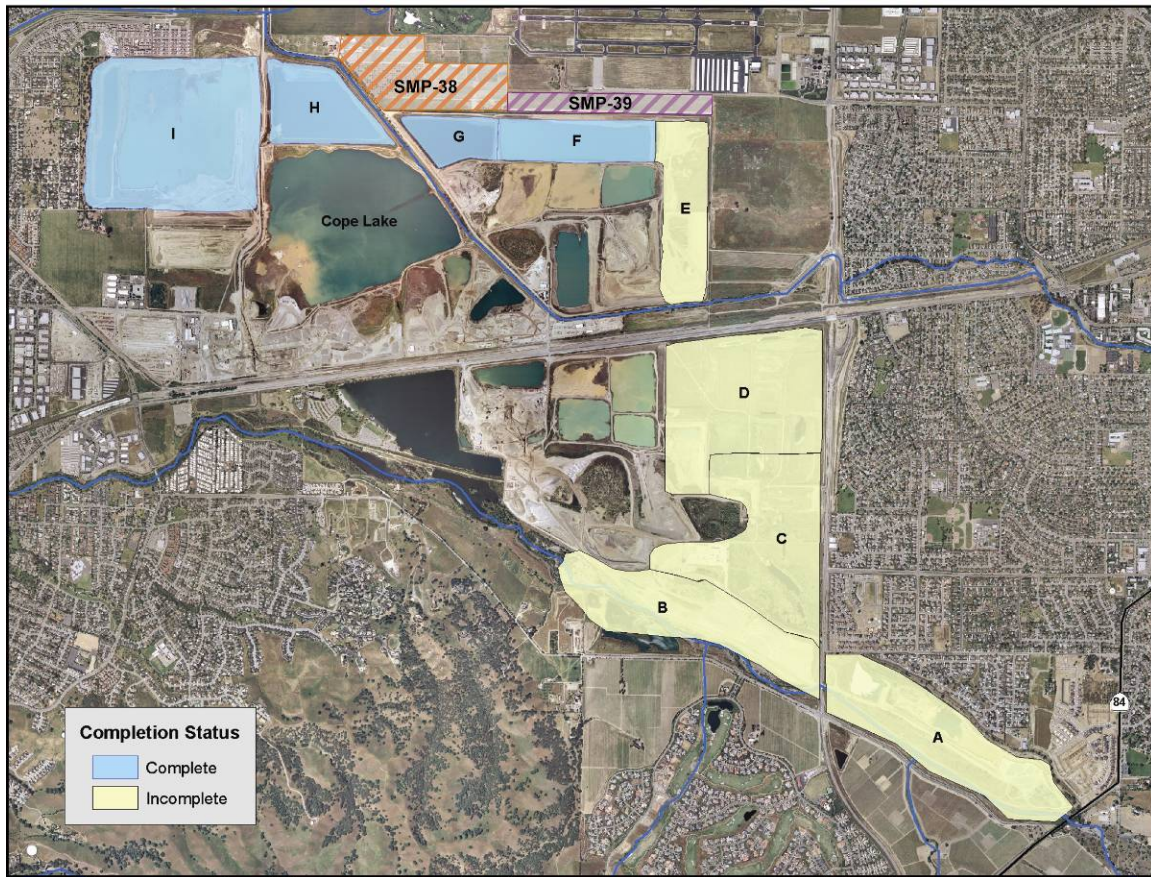 SMP-38
SMP-39
H
I
G
F
Cope Lake
E
D
C
B
A
84
Completion Status
Complete
Incomplete